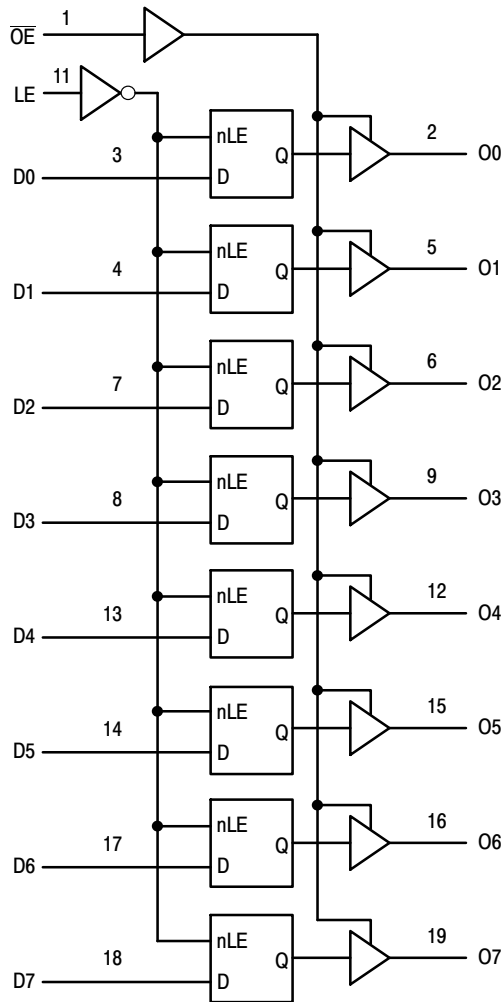 O̅E̅ 1
LE 11
nLE
D0 3 D Q 2 O0
nLE
D1 4 D Q 5 O1
nLE
D2 7 D Q 6 O2
nLE
D3 8 D Q 9 O3
nLE
D4 13 D Q 12 O4
nLE
D5 14 D Q 15 O5
nLE
D6 17 D Q 16 O6
nLE
D7 18 D Q 19 O7